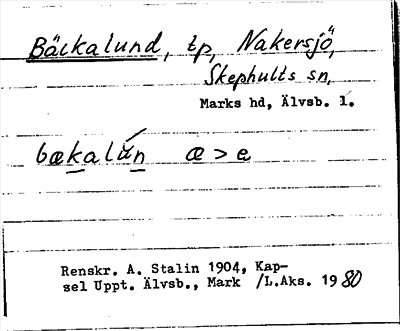 Bäckalund, tp, Nakersjö,
Skephults sn,
Marks hd, Älvsb. l.
bækalún æ > e
Renskr. A. Stalin 1904, Kap-
sel Uppt. Älvsb., Mark /L.Aks. 1980